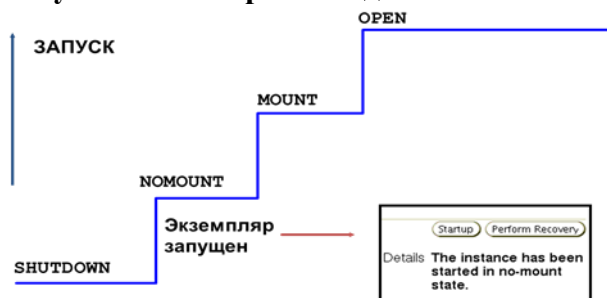 OPEN
ЗАПУСК
MOUNT
NOMOUNT
Экземпляр
запущен
SHUTDOWN
Startup Perform Recovery
Details The instance has been
started in no-mount
state.